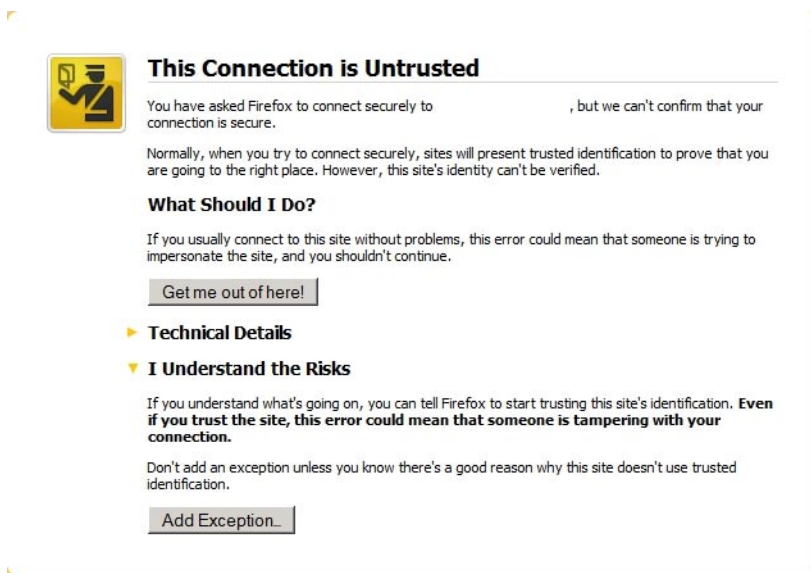 This Connection is Untrusted
You have asked Firefox to connect securely to , but we can't confirm that your
connection is secure.
Normally, when you try to connect securely, sites will present trusted identification to prove that you
are going to the right place. However, this site's identity can't be verified.
What Should I Do?
If you usually connect to this site without problems, this error could mean that someone is trying to
impersonate the site, and you shouldn't continue.
Get me out of here!
Technical Details
I Understand the Risks
If you understand what's going on, you can tell Firefox to start trusting this site's identification. Even
if you trust the site, this error could mean that someone is tampering with your
connection.
Don't add an exception unless you know there's a good reason why this site doesn't use trusted
identification.
Add Exception...